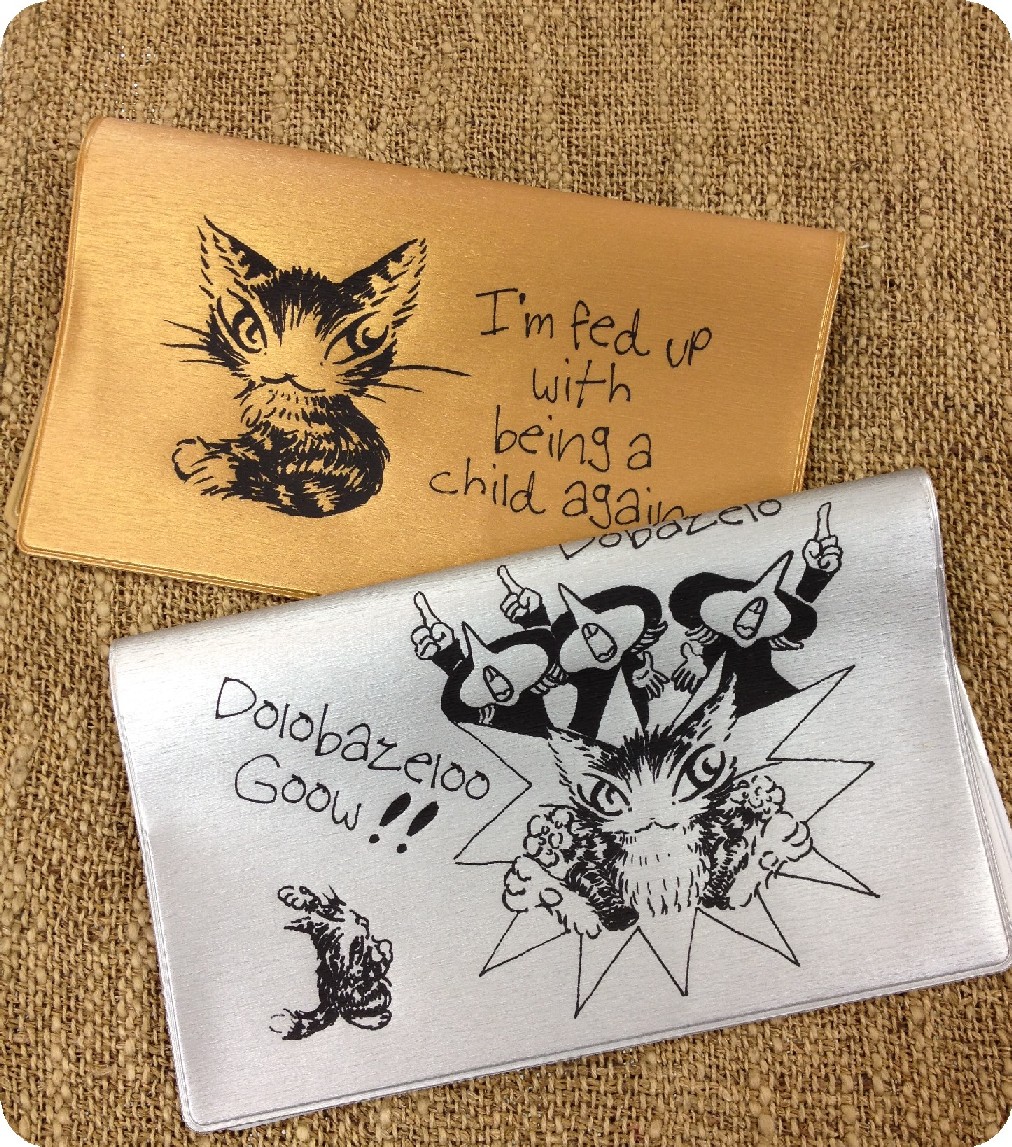 I'm fed up
with
being a
child again
Dolobazelo
Dolobazeloo
Goow!!